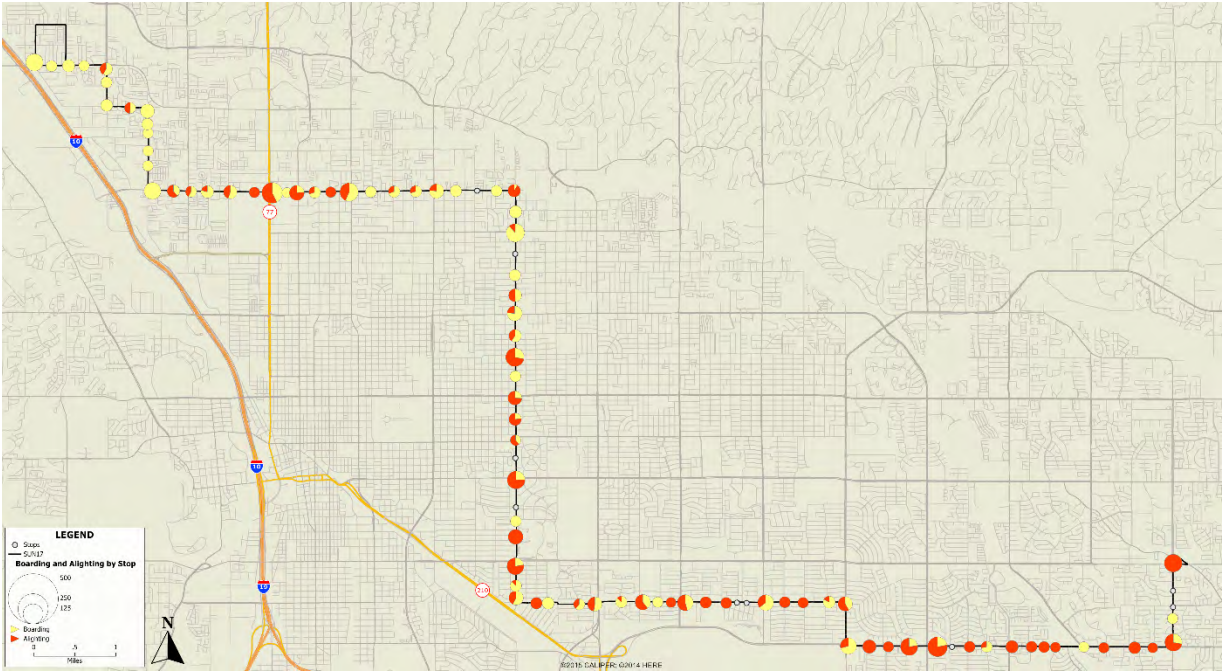 10
77
10
10
210
LEGEND
Stops
SUN17
Boarding and Alighting by Stop
500
250
125
Boarding
Alighting
0 .5 1
Miles
N
©2015 CALIPER; ©2014 HERE